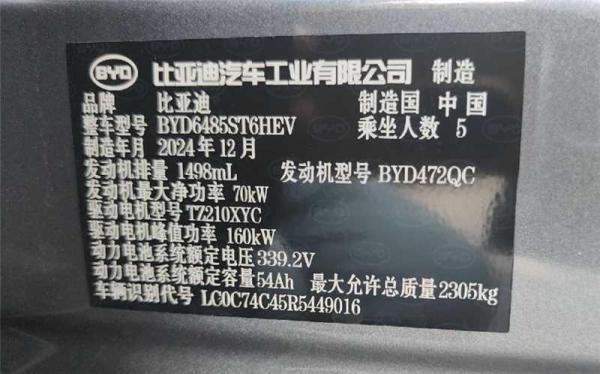 BYD 比亚迪汽车工业有限公司 制造
品牌 比亚迪 制造国 中国
整车型号 BYD6485ST6HEV 乘坐人数 5
制造年月 2024年12月
发动机排量 1498mL 发动机型号 BYD472QC
发动机最大净功率 70kW
驱动电机型号 TZ210XYC
驱动电机峰值功率 160kW
动力电池系统额定电压 339.2V
动力电池系统额定容量 54Ah 最大允许总质量 2305kg
车辆识别代号 LC0C74C45R5449016